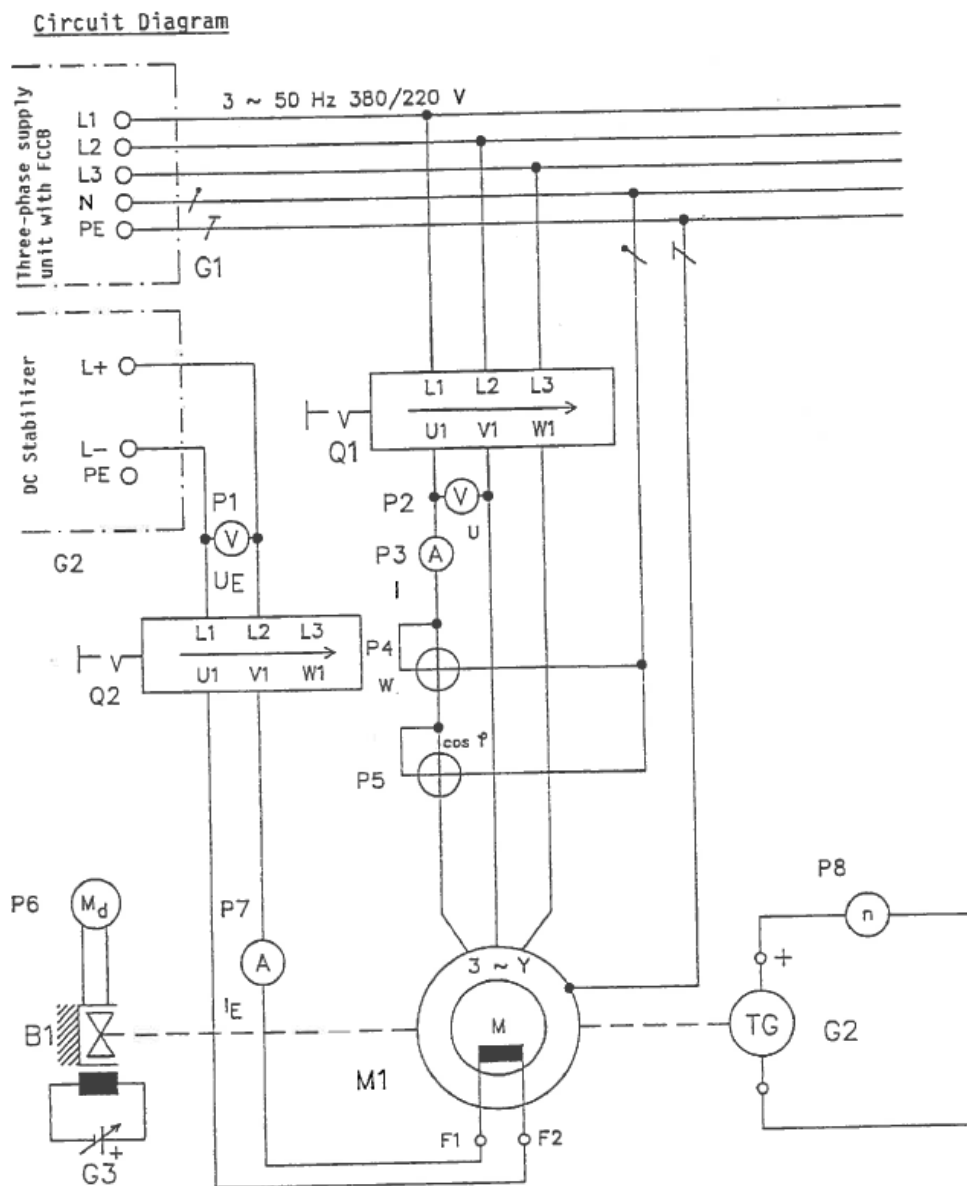 Circuit Diagram
Three-phase supply
unit with FCCB
3 ~ 50 Hz 380/220 V
L1
L2
L3
N
PE
G1
DC Stabilizer
L+
L-
PE
G2
P1
V
UE
L1 L2 L3
U1 V1 W1
Q1
P2
V
U
P3
A
I
L1 L2 L3
U1 V1 W1
Q2
P4
W
cos φ
P5
P6
Md
P7
A
IE
B1
G3
+
3 ~ Y
M
M1
F1
F2
P8
n
+
TG
G2